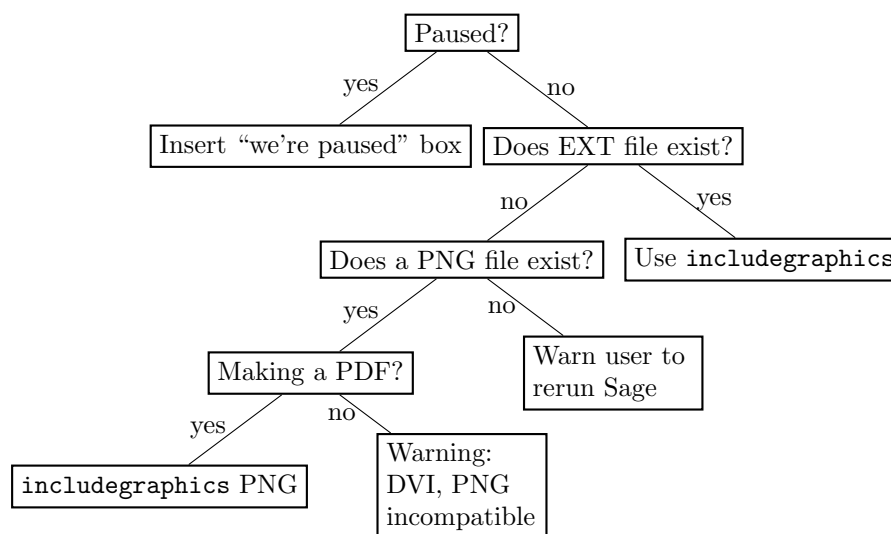 Paused?
yes
no
Insert “we're paused” box
Does EXT file exist?
no
yes
Does a PNG file exist?
Use includegraphics
yes
no
Making a PDF?
Warn user to
rerun Sage
yes
no
includegraphics PNG
Warning:
DVI, PNG
incompatible